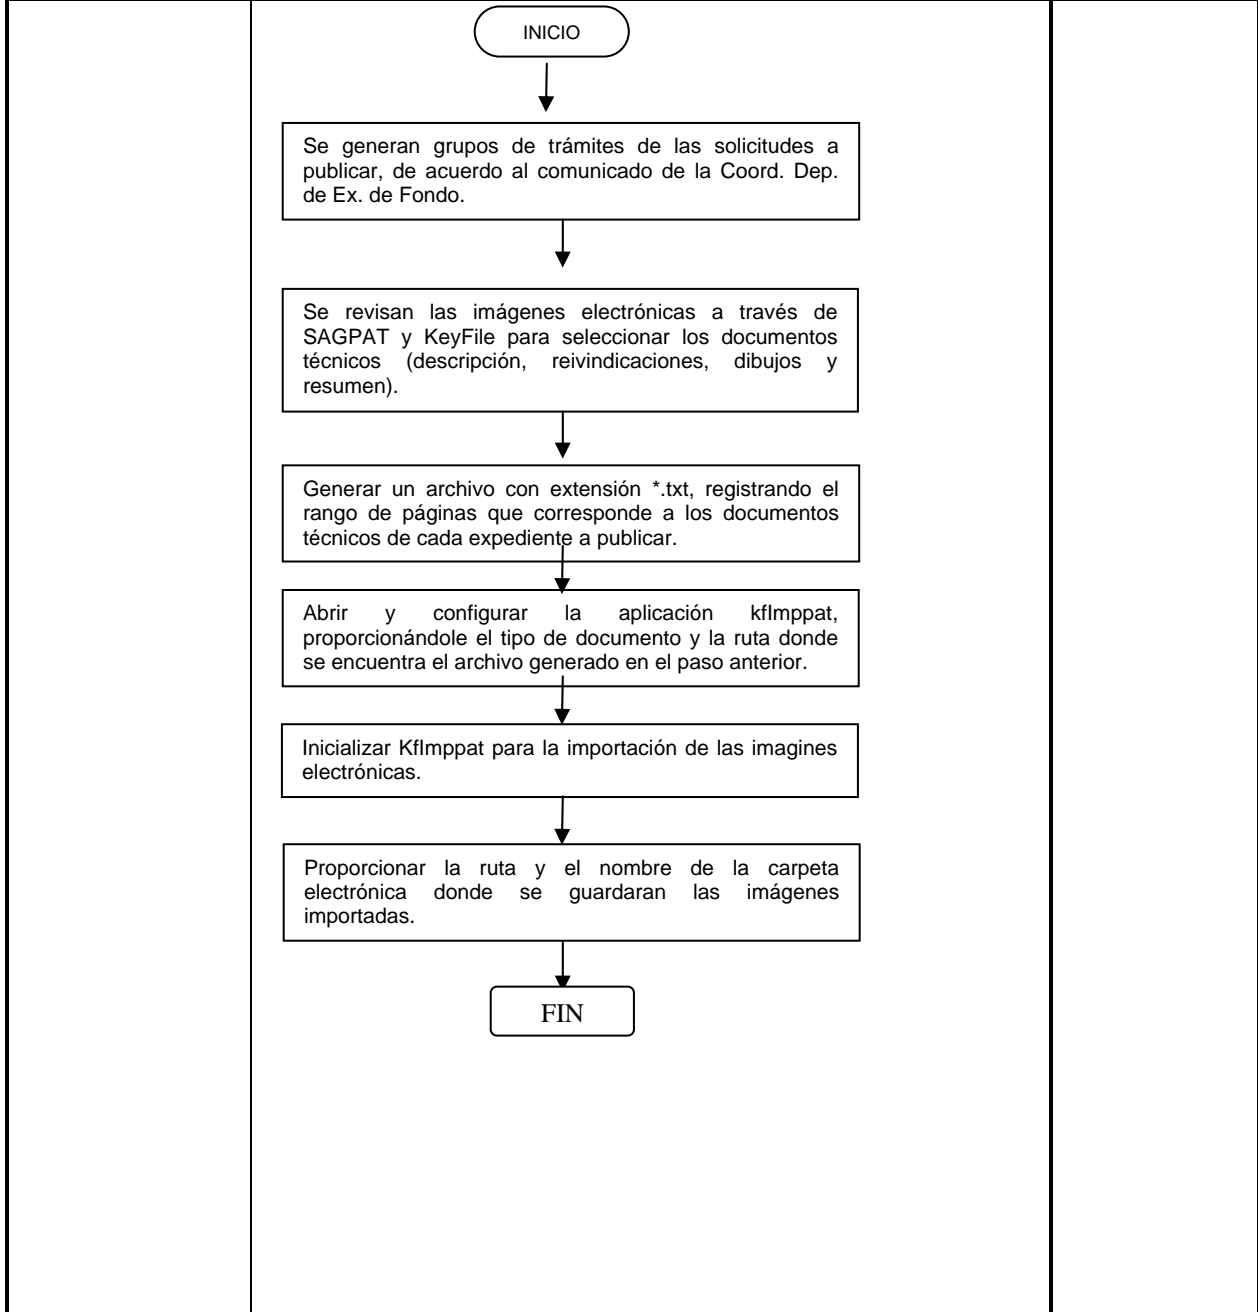 INICIO
Se generan grupos de trámites de las solicitudes a
publicar, de acuerdo al comunicado de la Coord. Dep.
de Ex. de Fondo.
Se revisan las imágenes electrónicas a través de
SAGPAT y KeyFile para seleccionar los documentos
técnicos (descripción, reivindicaciones, dibujos y
resumen).
Generar un archivo con extensión *.txt, registrando el
rango de páginas que corresponde a los documentos
técnicos de cada expediente a publicar.
Abrir y configurar la aplicación kfImppat,
proporcionándole el tipo de documento y la ruta donde
se encuentra el archivo generado en el paso anterior.
Inicializar KfImppat para la importación de las imagines
electrónicas.
Proporcionar la ruta y el nombre de la carpeta
electrónica donde se guardaran las imágenes
importadas.
FIN